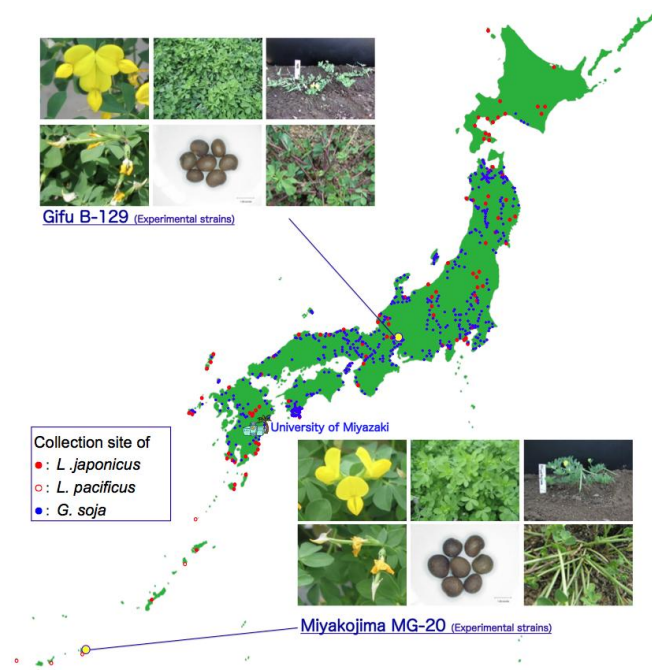 Gifu B-129 (Experimental strains)
University of Miyazaki
Collection site of
: L .japonicus
: L. pacificus
: G. soja
Miyakojima MG-20 (Experimental strains)